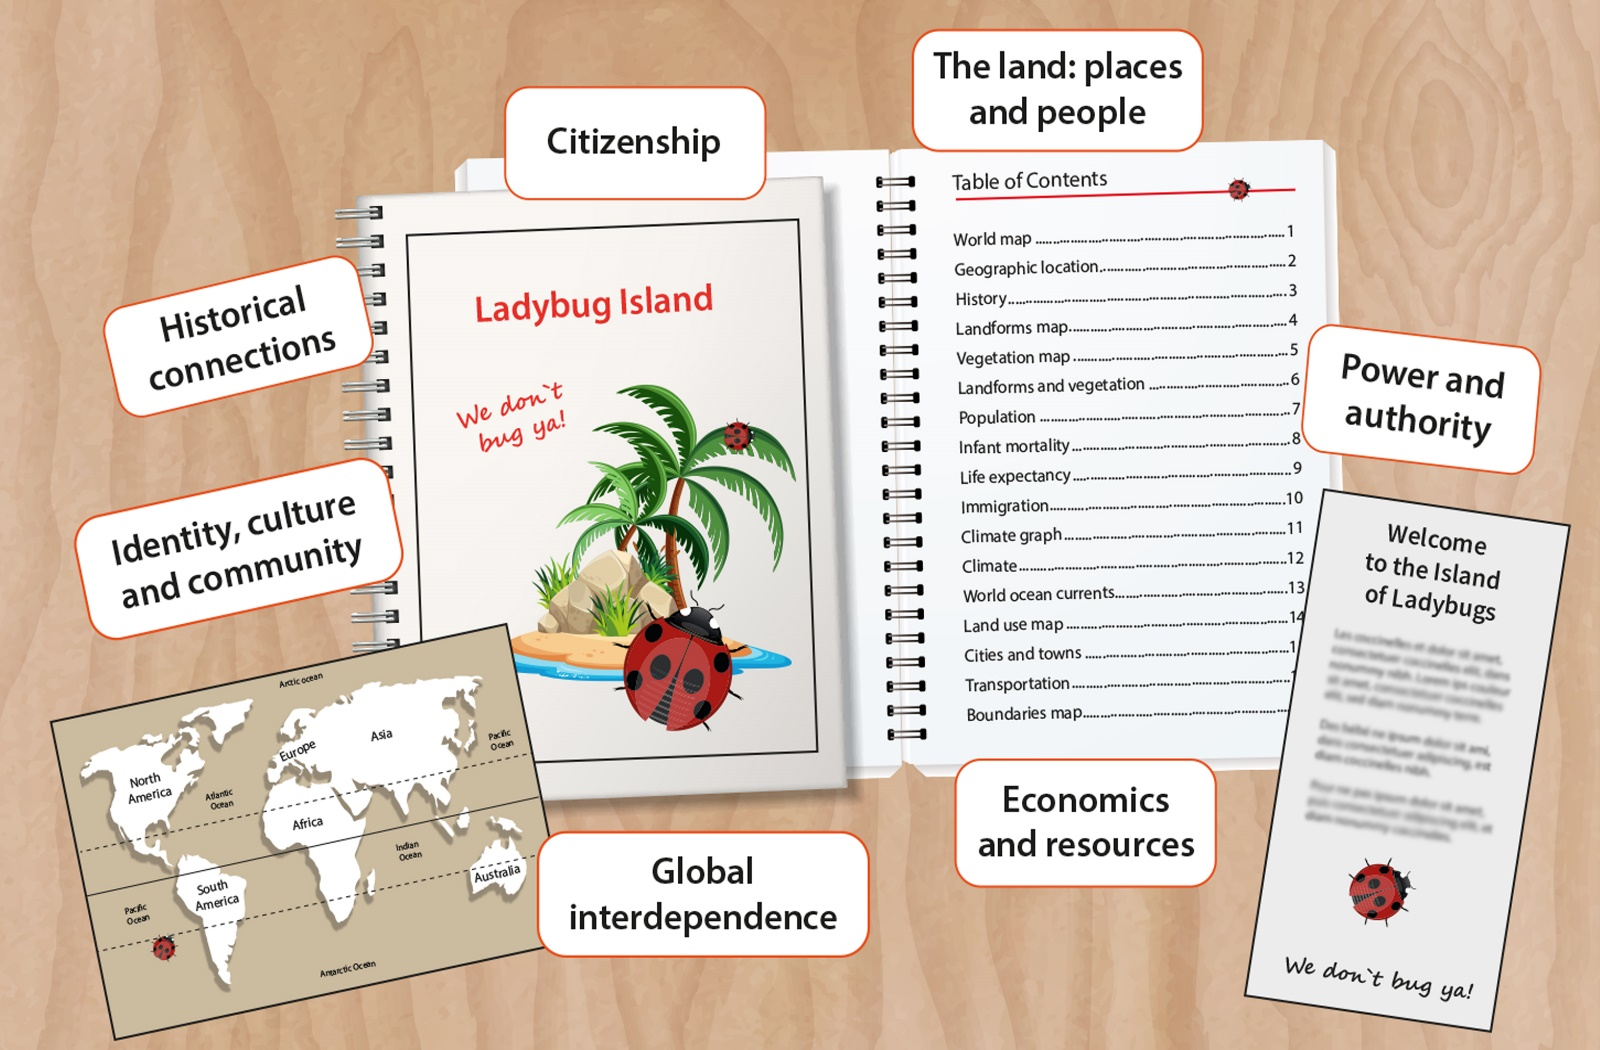 The land: places
and people
Citizenship
Historical
connections
Identity, culture
and community
Power and
authority
Economics
and resources
Global
interdependence
Ladybug Island
We don`t
bug ya!
Table of Contents
World map 1
Geographic location 2
History 3
Landforms map 4
Vegetation map 5
Landforms and vegetation 6
Population 7
Infant mortality 8
Life expectancy 9
Immigration 10
Climate graph 11
Climate 12
World ocean currents 13
Land use map 14
Cities and towns 1
Transportation
Boundaries map
Welcome
to the Island
of Ladybugs
We don`t bug ya!
Arctic ocean
North
America
Atlantic
Ocean
Europe
Asia
Pacific
Ocean
Africa
Indian
Ocean
Australia
South
America
Pacific
Ocean
Antarctic Ocean